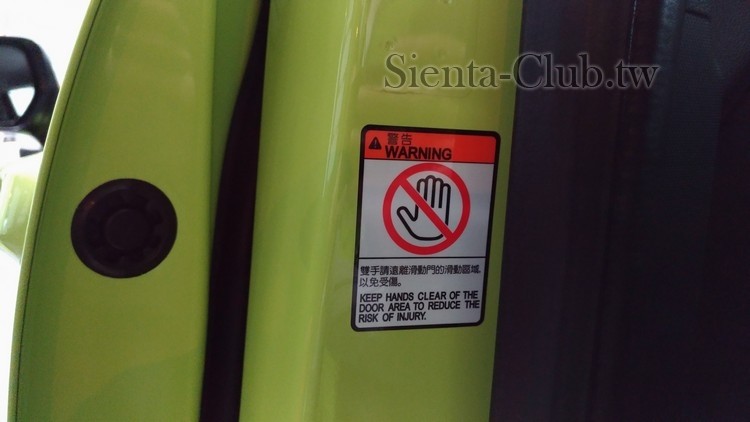 Sienta-Club.tw
警告
WARNING
雙手請遠離滑動門的滑動區域,
以免受傷。
KEEP HANDS CLEAR OF THE
DOOR AREA TO REDUCE THE
RISK OF INJURY.